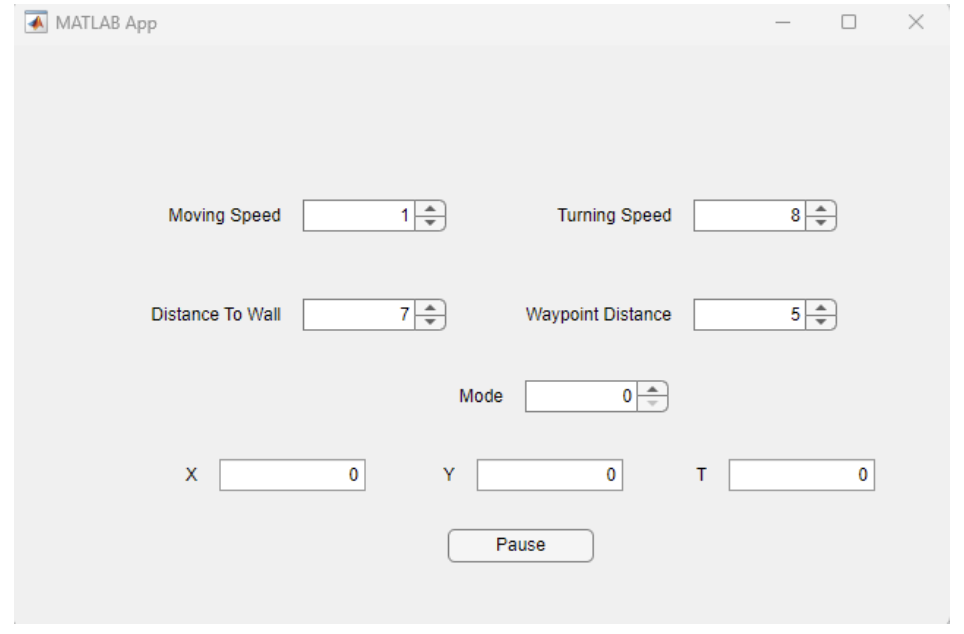 MATLAB App
Moving Speed 1 Turning Speed 8
Distance To Wall 7 Waypoint Distance 5
Mode 0
X 0 Y 0 T 0
Pause